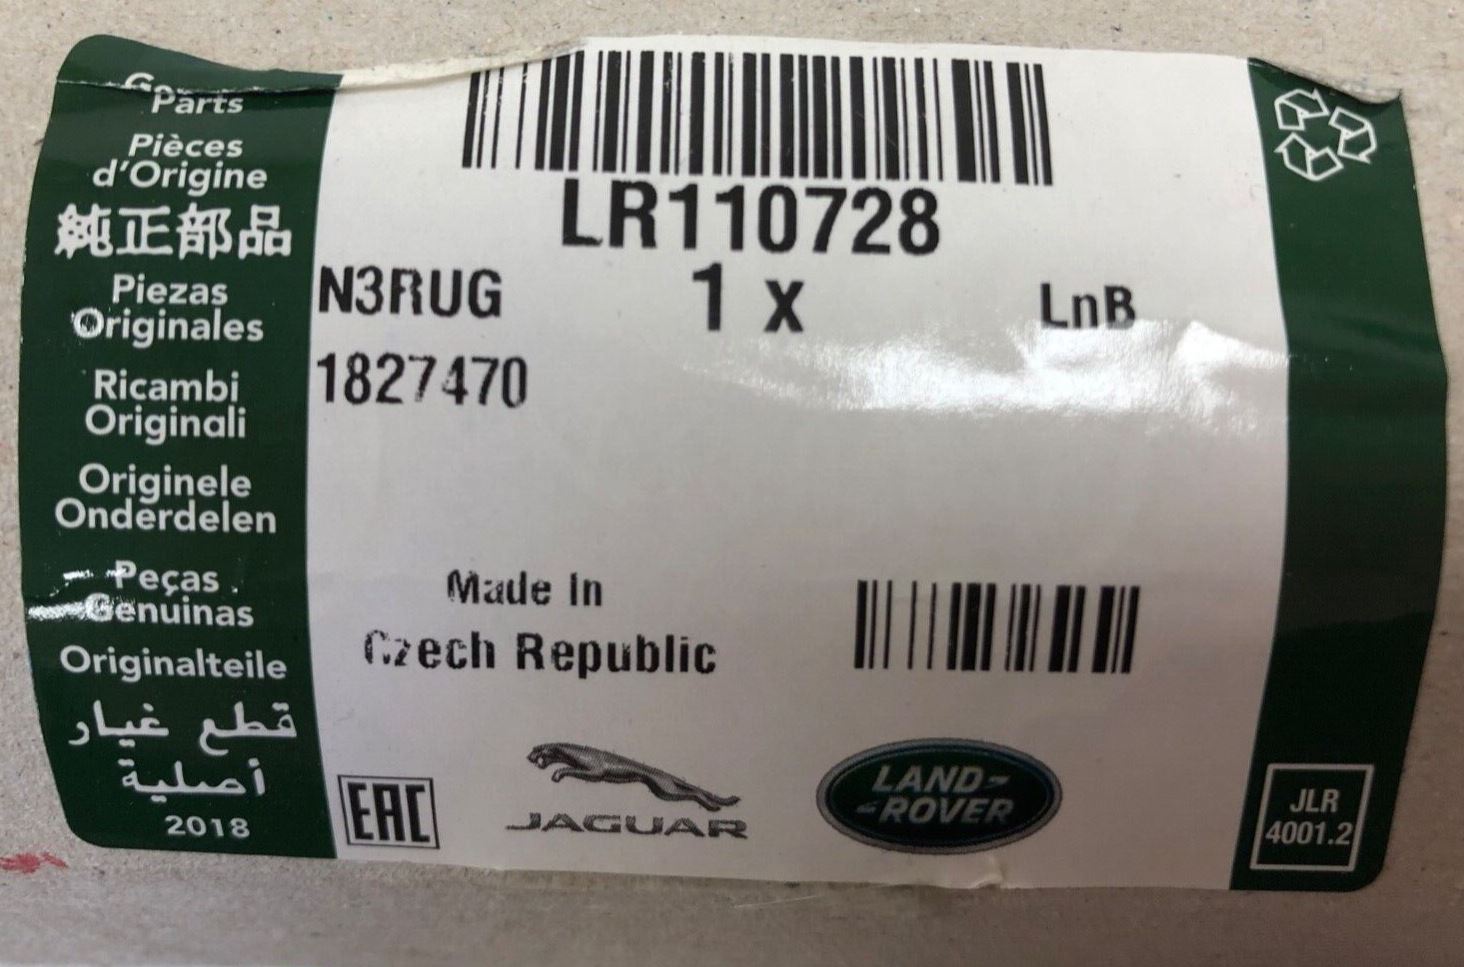 Parts
Pièces
d'Origine
純正部品
Piezas
Originales
Ricambi
Originali
Originele
Onderdelen
Peças
Genuinas
Originalteile
قطع غيار
أصلية
2018
LR110728
N3RUG 1 x LnB
1827470
Made In
Czech Republic
EAC
JAGUAR
LAND-
-ROVER
JLR
4001.2